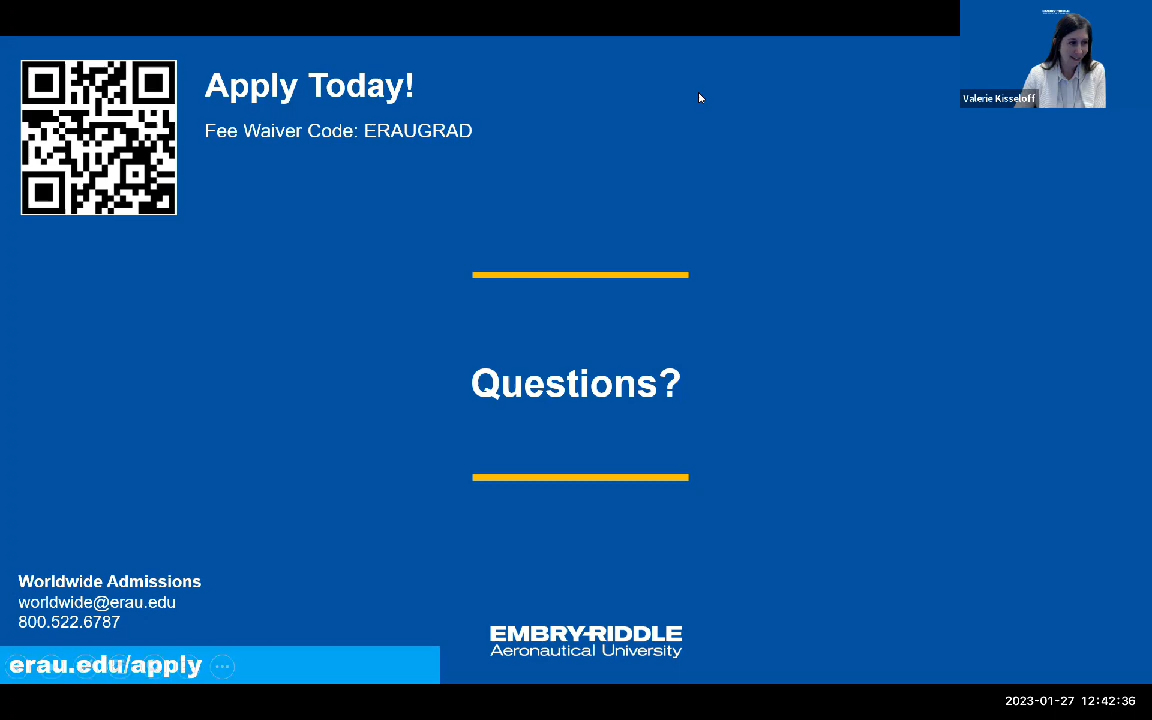 Apply Today!
Fee Waiver Code: ERAUGRAD
Valerie Kisseloff
Questions?
Worldwide Admissions
worldwide@erau.edu
800.522.6787
EMBRY-RIDDLE
Aeronautical University
erau.edu/apply
2023-01-27 12:42:36